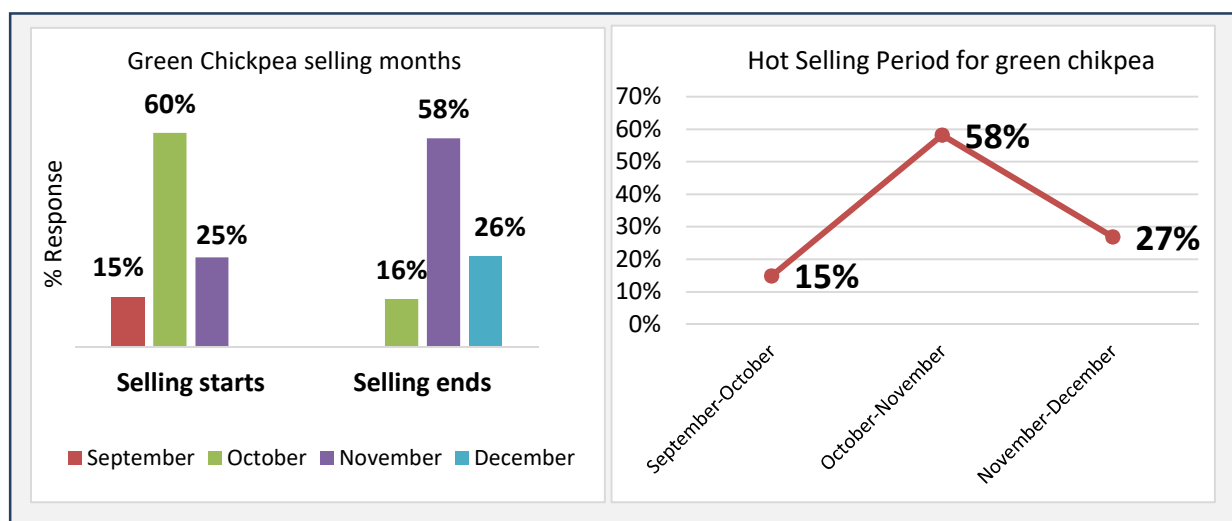 Green Chickpea selling months
% Response
60%
58%
15%
25%
16%
26%
Selling starts
Selling ends
September October November December
Hot Selling Period for green chikpea
70%
60%
50%
40%
30%
20%
10%
0%
15%
58%
27%
September-October
October-November
November-December